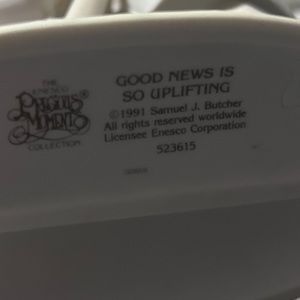 THE
ENESCO
PRECIOUS
MOMENTS®
COLLECTION
GOOD NEWS IS
SO UPLIFTING
©1991 Samuel J. Butcher
All rights reserved worldwide
Licensee Enesco Corporation
523615